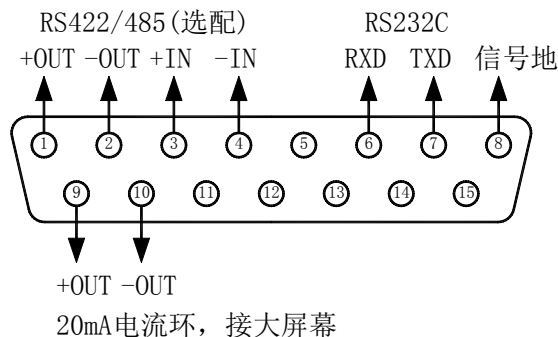 RS422/485(选配) RS232C
+OUT -OUT +IN -IN RXD TXD 信号地
1 2 3 4 5 6 7 8
9 10 11 12 13 14 15
+OUT -OUT
20mA电流环，接大屏幕